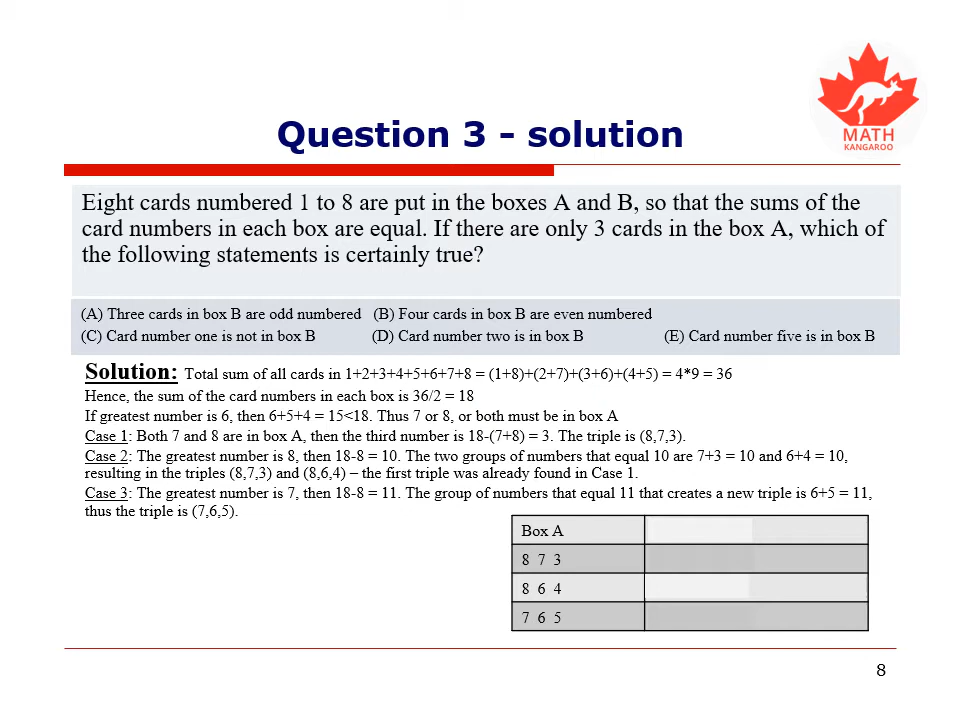 MATH
KANGAROO
Question 3 - solution
Eight cards numbered 1 to 8 are put in the boxes A and B, so that the sums of the
card numbers in each box are equal. If there are only 3 cards in the box A, which of
the following statements is certainly true?
(A) Three cards in box B are odd numbered (B) Four cards in box B are even numbered
(C) Card number one is not in box B (D) Card number two is in box B (E) Card number five is in box B
Solution: Total sum of all cards in 1+2+3+4+5+6+7+8 = (1+8)+(2+7)+(3+6)+(4+5) = 4*9 = 36
Hence, the sum of the card numbers in each box is 36/2 = 18
If greatest number is 6, then 6+5+4 = 15<18. Thus 7 or 8, or both must be in box A
Case 1: Both 7 and 8 are in box A, then the third number is 18-(7+8) = 3. The triple is (8,7,3).
Case 2: The greatest number is 8, then 18-8 = 10. The two groups of numbers that equal 10 are 7+3 = 10 and 6+4 = 10,
resulting in the triples (8,7,3) and (8,6,4) – the first triple was already found in Case 1.
Case 3: The greatest number is 7, then 18-8 = 11. The group of numbers that equal 11 that creates a new triple is 6+5 = 11,
thus the triple is (7,6,5).
Box A
8 7 3
8 6 4
7 6 5
8